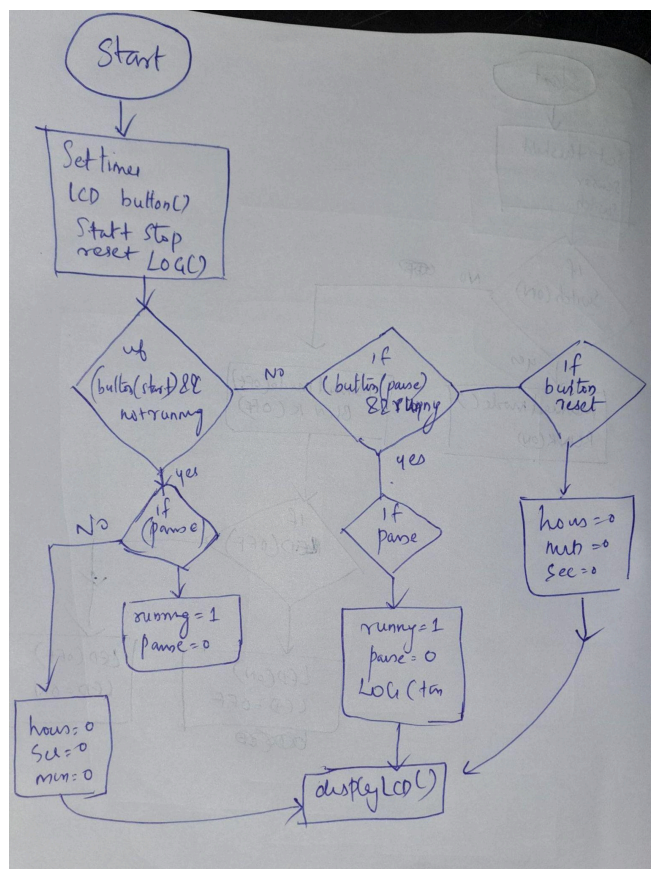 Start
Set timer
LCD button()
Start stop
reset LOG()
if
(button(start) &&
not running
NO
if
(button(pause)
&& running
if
button
reset
yes
yes
NO
if
(pause)
if
pause
hours=0
min=0
sec=0
running=1
pause=0
running=1
pause=0
LOG(
hours=0
sec=0
min=0
displayLCD()